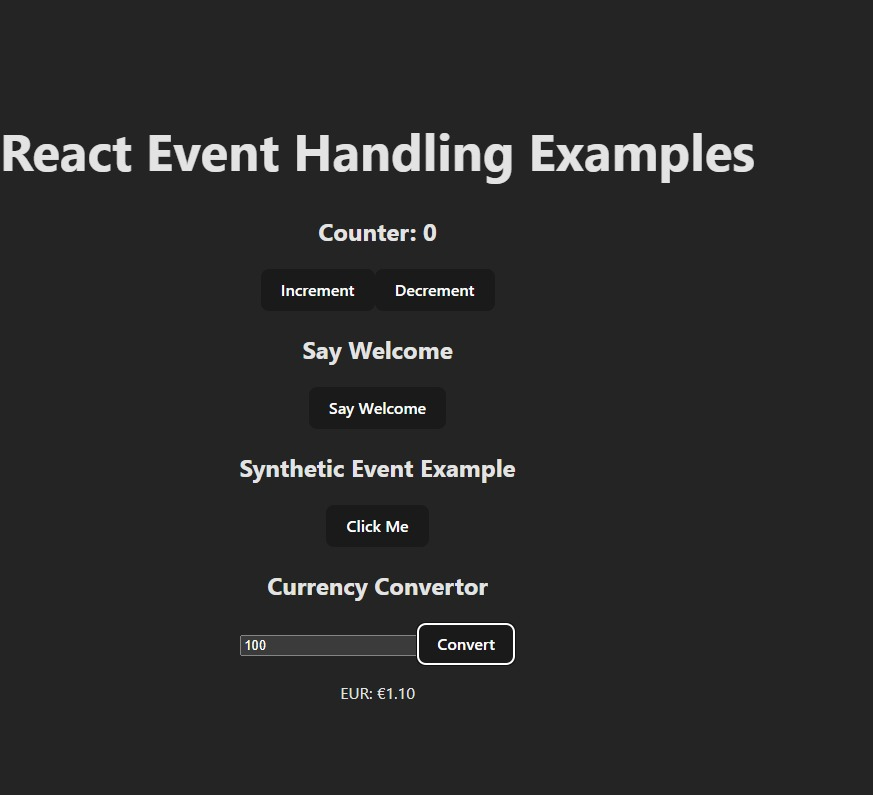 React Event Handling Examples
Counter: 0
Increment Decrement
Say Welcome
Say Welcome
Synthetic Event Example
Click Me
Currency Convertor
100 Convert
EUR: €1.10